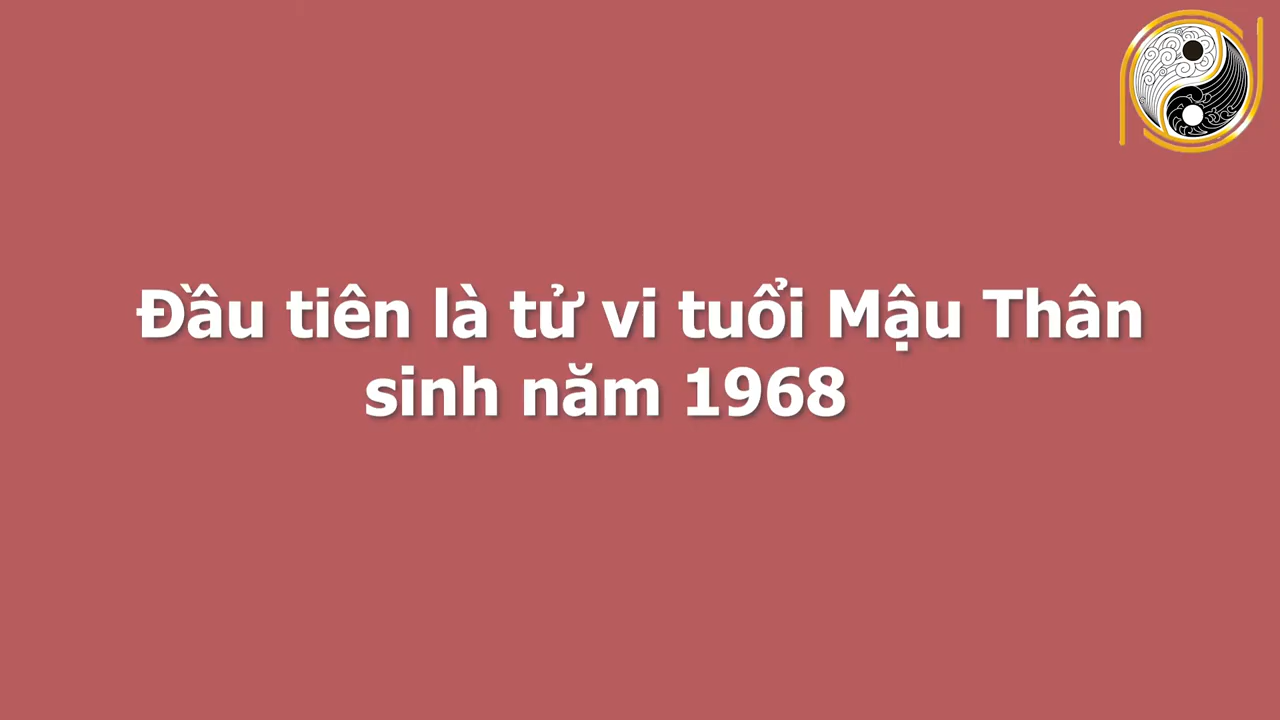 Đầu tiên là tử vi tuổi Mậu Thân
sinh năm 1968